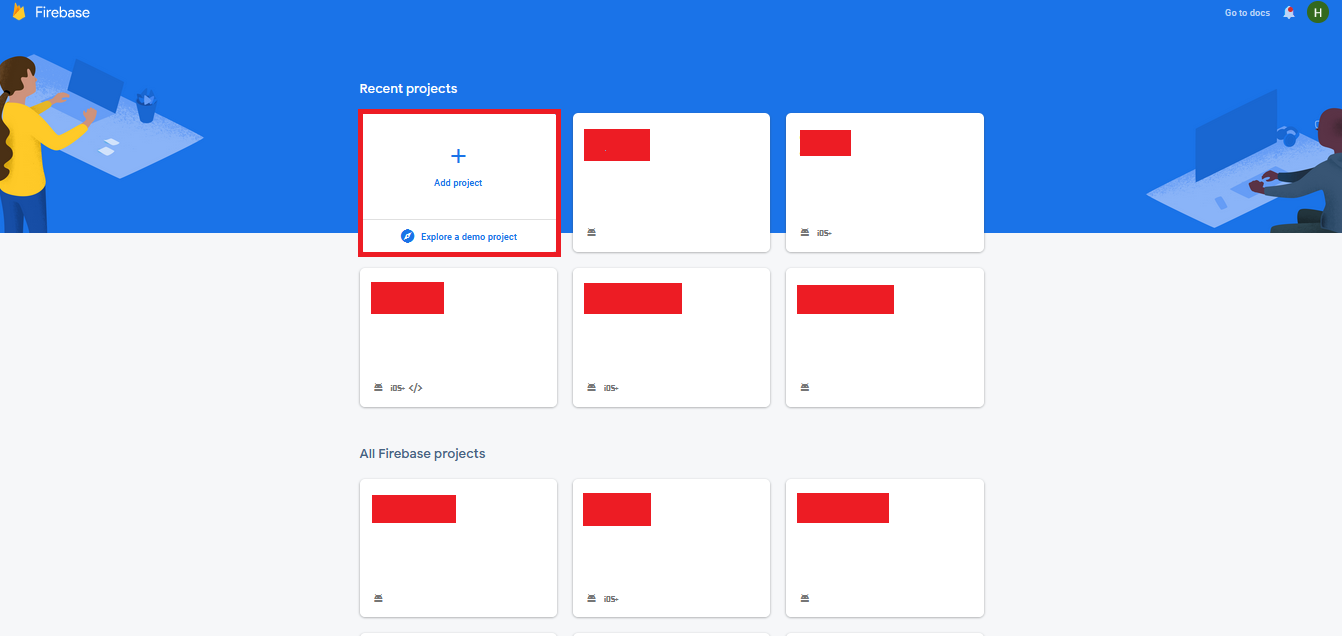 Firebase
Go to docs
H
Recent projects
Add project
Explore a demo project
iOS+
iOS+ </>
iOS+
All Firebase projects
iOS+